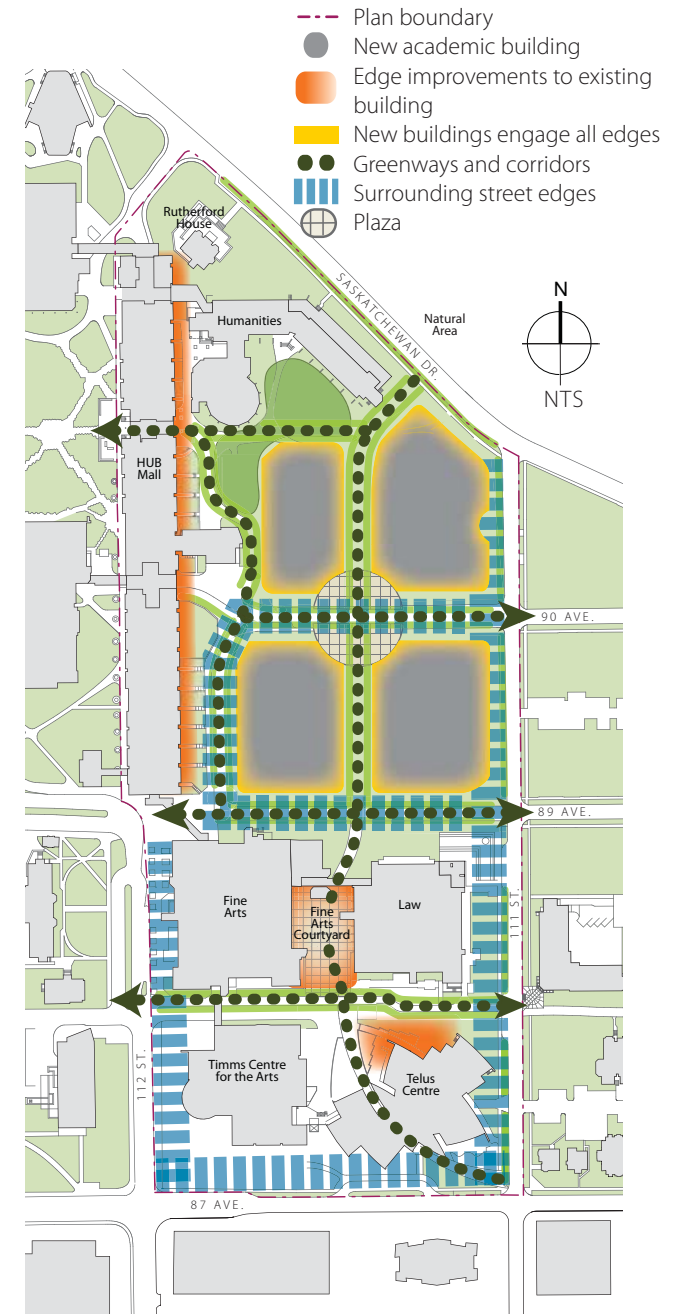 Plan boundary
New academic building
Edge improvements to existing
building
New buildings engage all edges
Greenways and corridors
Surrounding street edges
Plaza
Rutherford
House
SASKATCHEWAN DR.
Natural
Area
N
NTS
Humanities
HUB
Mall
90 AVE.
89 AVE.
Fine
Arts
Fine
Arts
Courtyard
Law
111 ST.
112 ST.
Timms Centre
for the Arts
Telus
Centre
87 AVE.